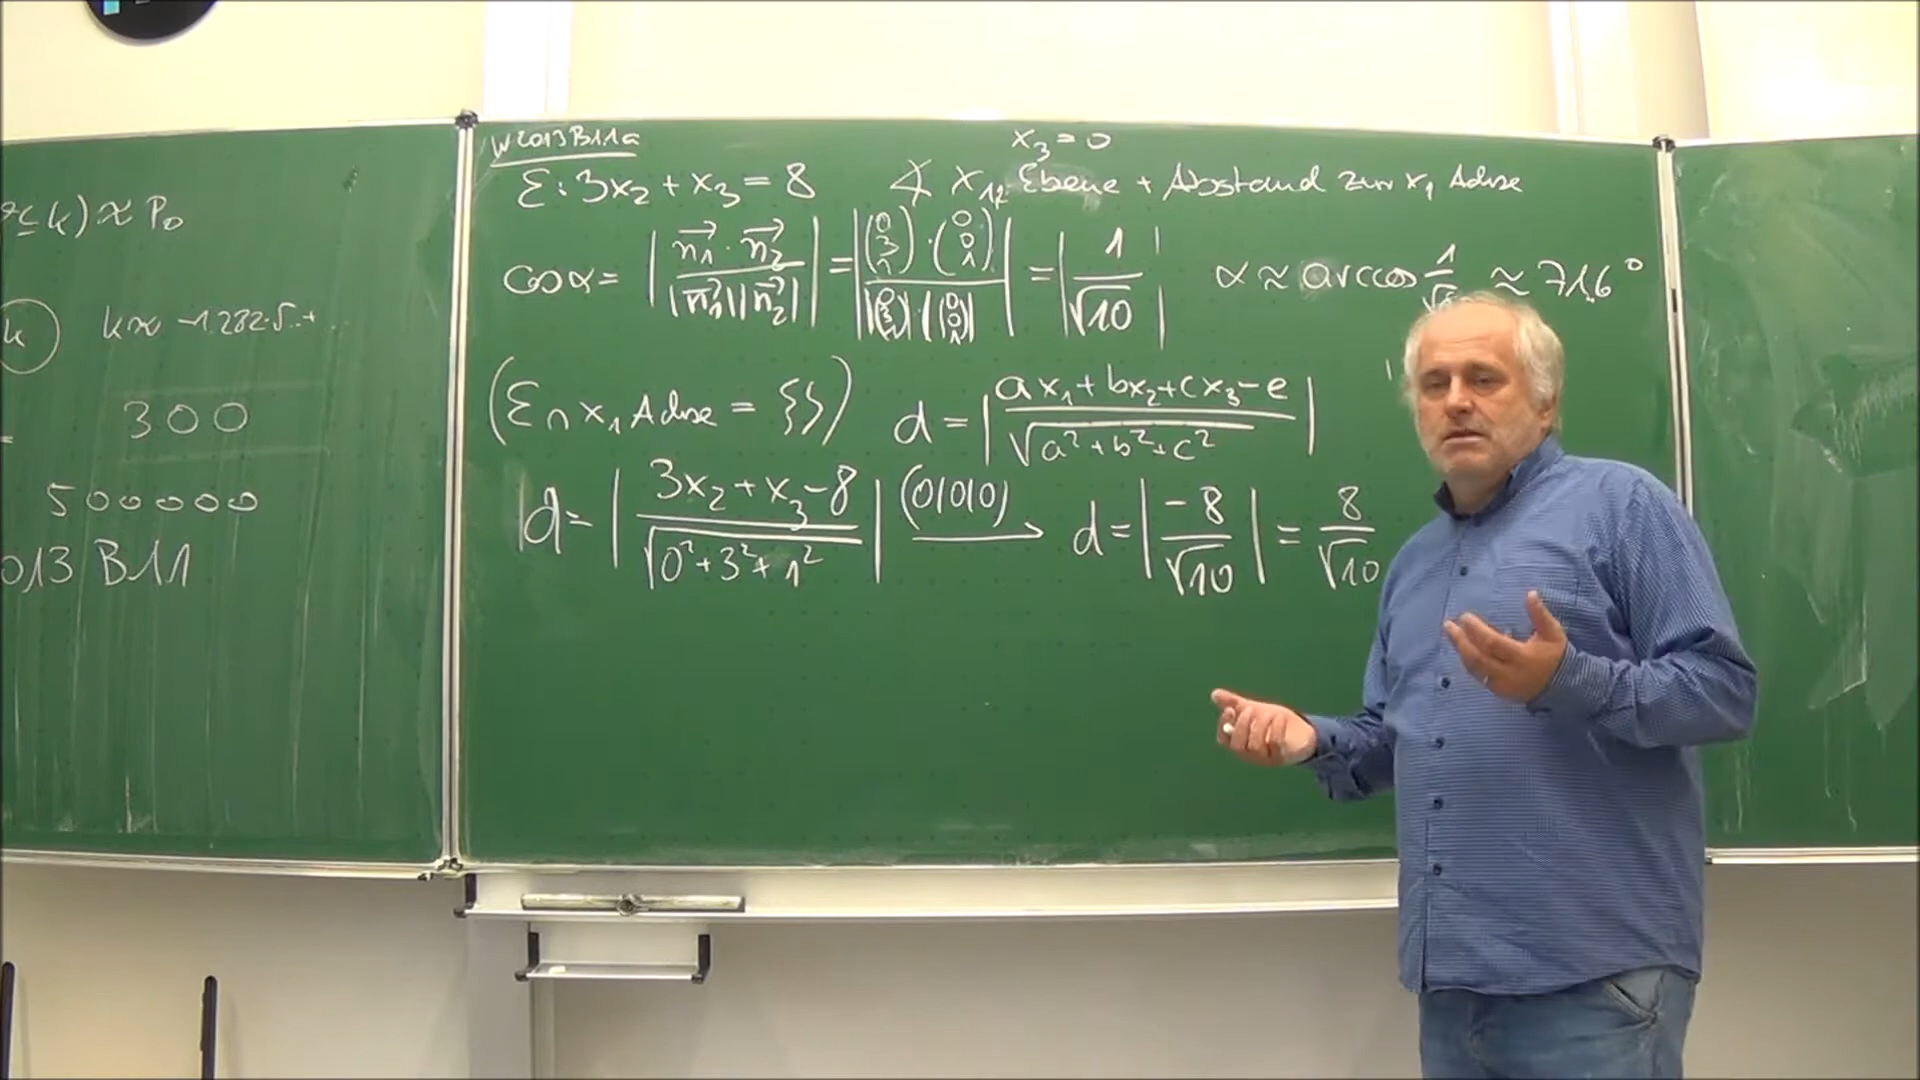 ≤ k) ≈ P₀
k k ≈ -1.282·5..+
300
=
500000
013 B11
W2013B11a
x₃ = 0
E: 3x₂ + x₃ = 8 ∢ x₁₂ Ebene + Abstand zur x₁ Achse
cos α = | (n₁⃗ · n₂⃗) / (|n₁⃗| |n₂⃗|) | = | (0 3 1) · (0 0 1) / (|(0 3 1)| · |(0 0 1)|) | = | 1 / √10 | α ≈ arccos 1/√ ≈ 71.6°
(E ∩ x₁ Achse = {}) d = | (ax₁ + bx₂ + cx₃ - e) / √(a² + b² + c²) |
d = | (3x₂ + x₃ - 8) / √(0² + 3² + 1²) | (0|0|0) → d = | -8 / √10 | = 8 / √10